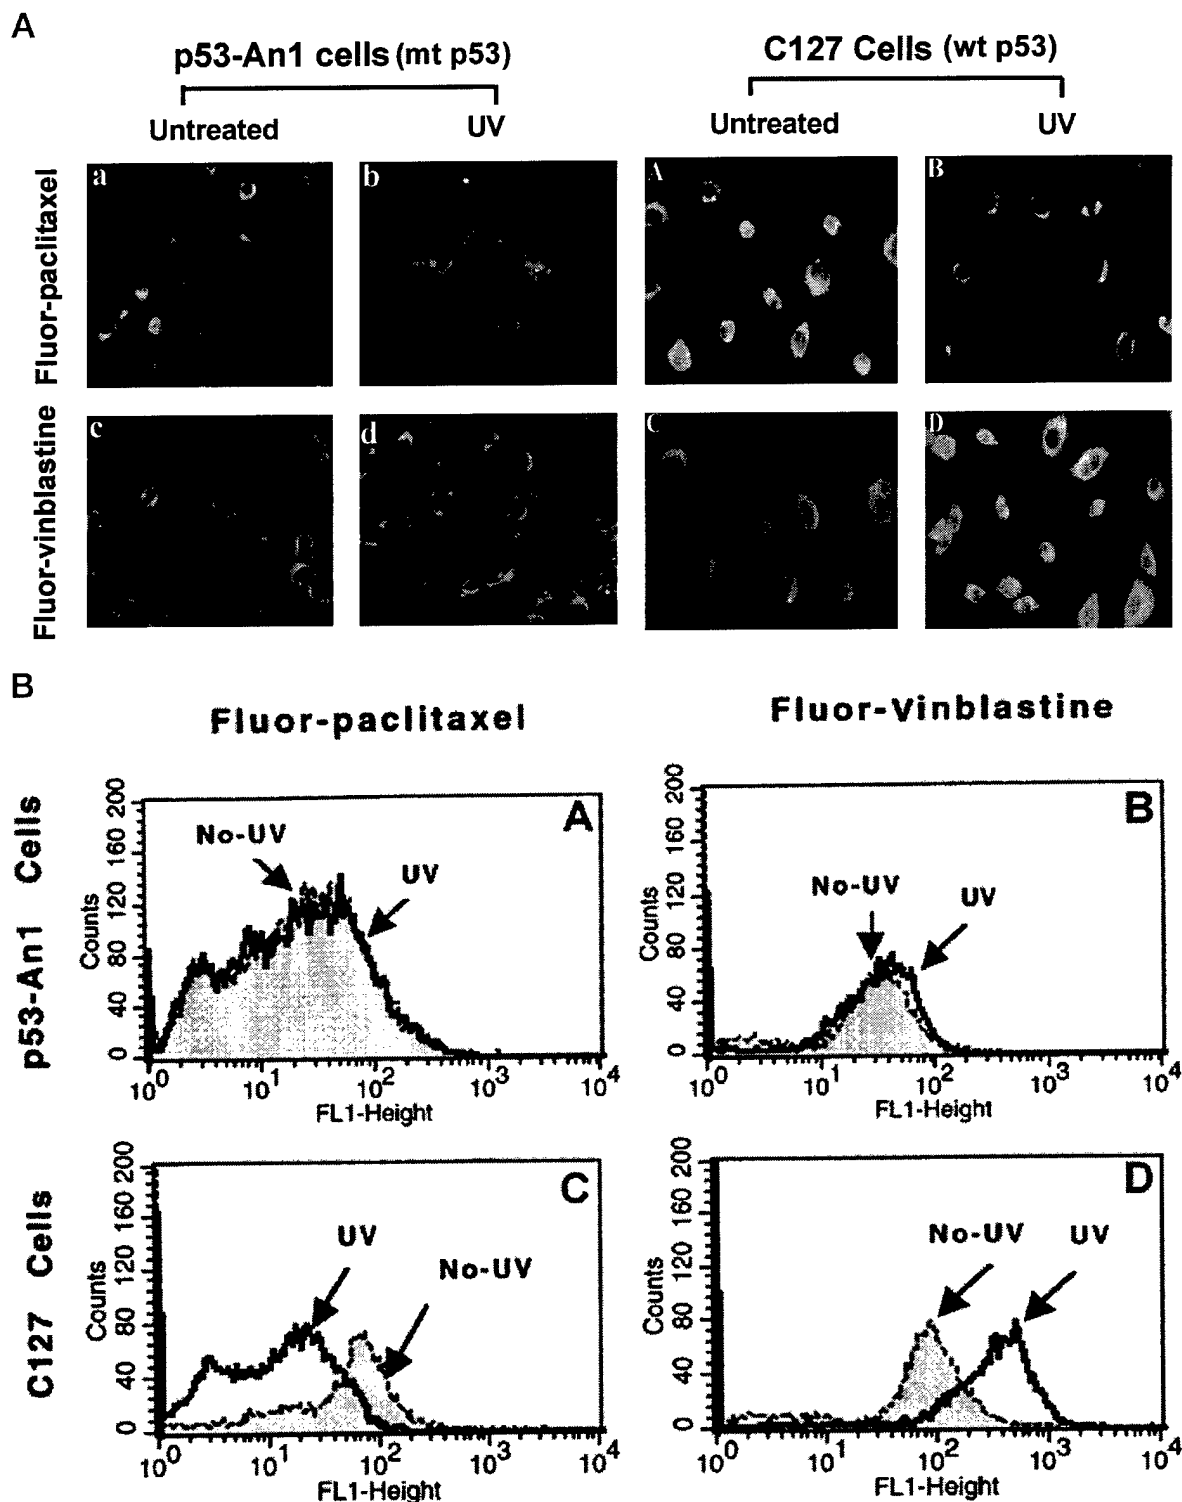 A
p53-An1 cells (mt p53)
C127 Cells (wt p53)
Untreated
UV
Untreated
UV
Fluor-paclitaxel
a
b
A
B
Fluor-vinblastine
c
d
C
D
B
Fluor-paclitaxel
Fluor-Vinblastine
p53-An1 Cells
A
No-UV
UV
Counts
0 40 80 120 160 200
10^0 10^1 10^2 10^3 10^4
FL1-Height
B
No-UV
UV
Counts
0 40 80 120 160 200
10^0 10^1 10^2 10^3 10^4
FL1-Height
C127 Cells
C
UV
No-UV
Counts
0 40 80 120 160 200
10^0 10^1 10^2 10^3 10^4
FL1-Height
D
No-UV
UV
Counts
0 40 80 120 160 200
10^0 10^1 10^2 10^3 10^4
FL1-Height